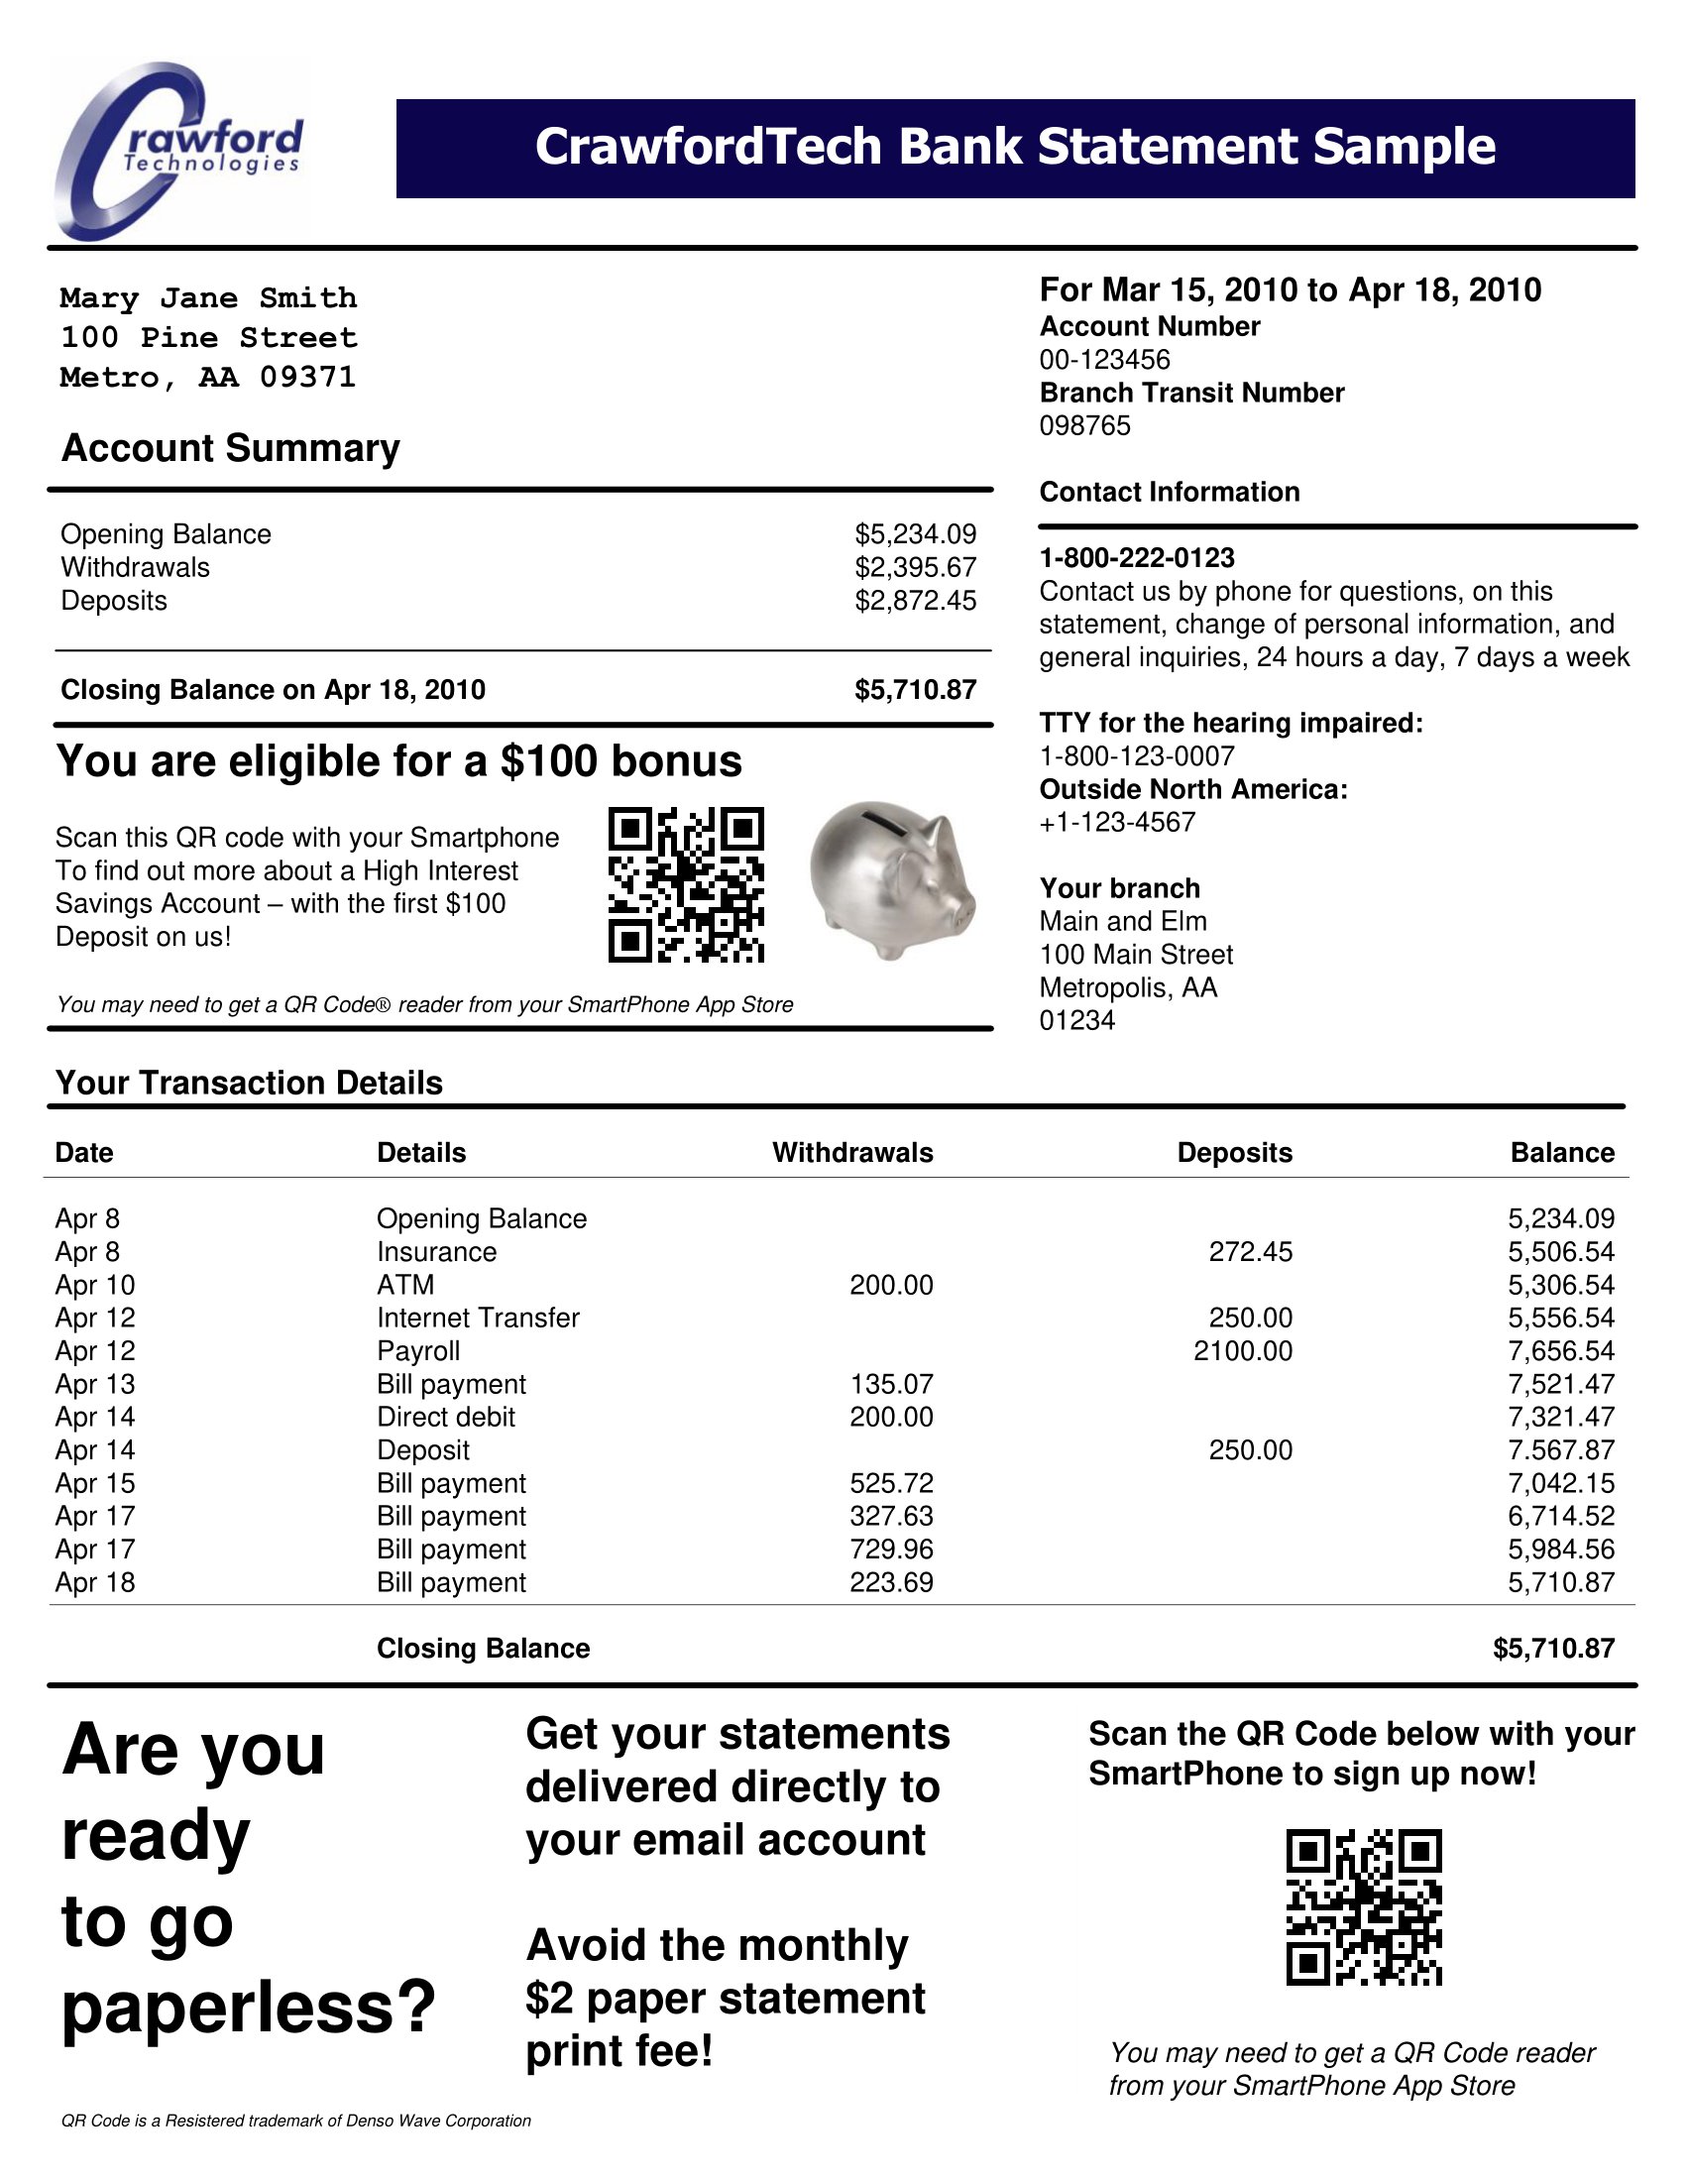 Crawford
Technologies
CrawfordTech Bank Statement Sample
Mary Jane Smith
100 Pine Street
Metro, AA 09371
Account Summary
Opening Balance $5,234.09
Withdrawals $2,395.67
Deposits $2,872.45
Closing Balance on Apr 18, 2010 $5,710.87
You are eligible for a $100 bonus
Scan this QR code with your Smartphone
To find out more about a High Interest
Savings Account – with the first $100
Deposit on us!
You may need to get a QR Code® reader from your SmartPhone App Store
For Mar 15, 2010 to Apr 18, 2010
Account Number
00-123456
Branch Transit Number
098765
Contact Information
1-800-222-0123
Contact us by phone for questions, on this
statement, change of personal information, and
general inquiries, 24 hours a day, 7 days a week
TTY for the hearing impaired:
1-800-123-0007
Outside North America:
+1-123-4567
Your branch
Main and Elm
100 Main Street
Metropolis, AA
01234
Your Transaction Details
Date Details Withdrawals Deposits Balance
Apr 8 Opening Balance 5,234.09
Apr 8 Insurance 272.45 5,506.54
Apr 10 ATM 200.00 5,306.54
Apr 12 Internet Transfer 250.00 5,556.54
Apr 12 Payroll 2100.00 7,656.54
Apr 13 Bill payment 135.07 7,521.47
Apr 14 Direct debit 200.00 7,321.47
Apr 14 Deposit 250.00 7.567.87
Apr 15 Bill payment 525.72 7,042.15
Apr 17 Bill payment 327.63 6,714.52
Apr 17 Bill payment 729.96 5,984.56
Apr 18 Bill payment 223.69 5,710.87
Closing Balance $5,710.87
Are you
ready
to go
paperless?
Get your statements
delivered directly to
your email account
Avoid the monthly
$2 paper statement
print fee!
Scan the QR Code below with your
SmartPhone to sign up now!
You may need to get a QR Code reader
from your SmartPhone App Store
QR Code is a Resistered trademark of Denso Wave Corporation